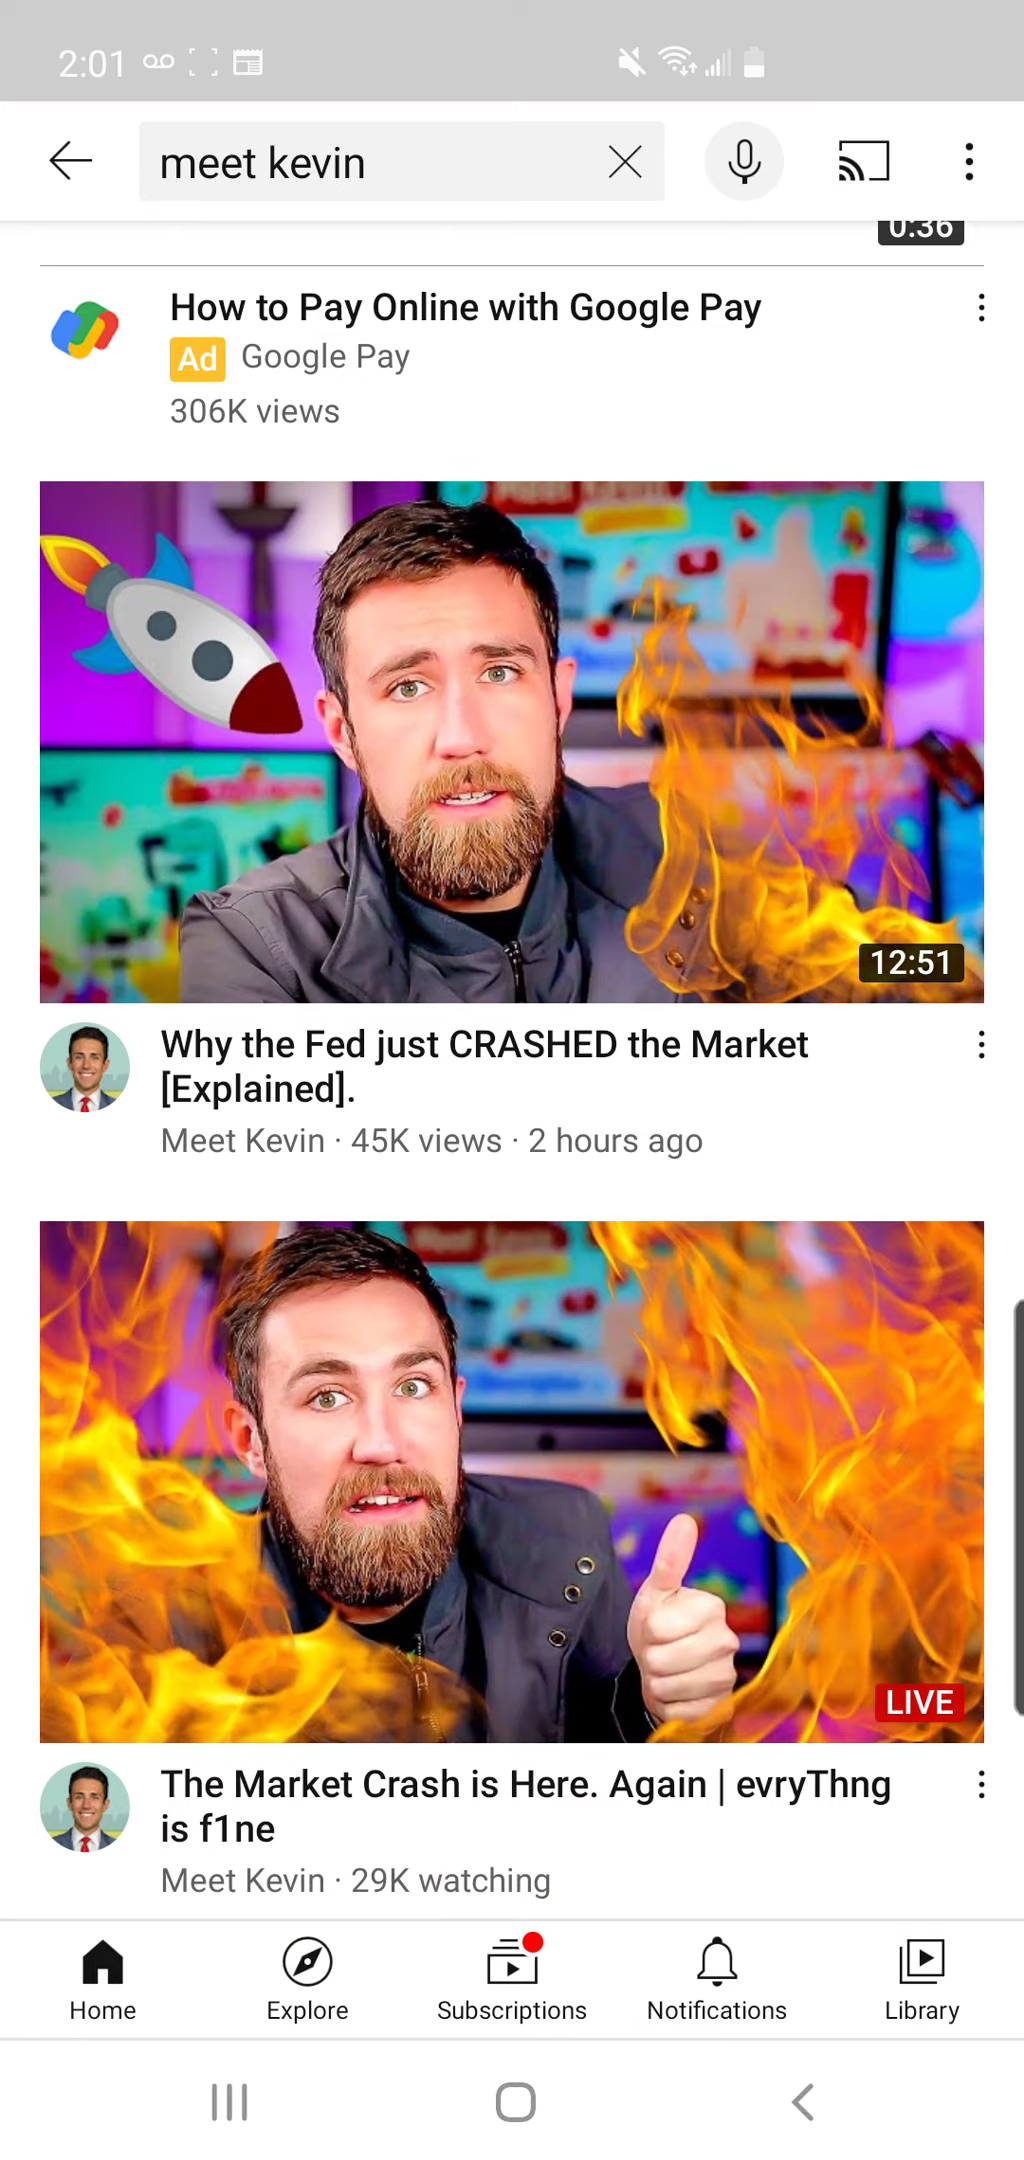 2:01
meet kevin
0:36
How to Pay Online with Google Pay
Ad Google Pay
306K views
12:51
Why the Fed just CRASHED the Market
[Explained].
Meet Kevin · 45K views · 2 hours ago
LIVE
The Market Crash is Here. Again | evryThng
is f1ne
Meet Kevin · 29K watching
Home Explore Subscriptions Notifications Library